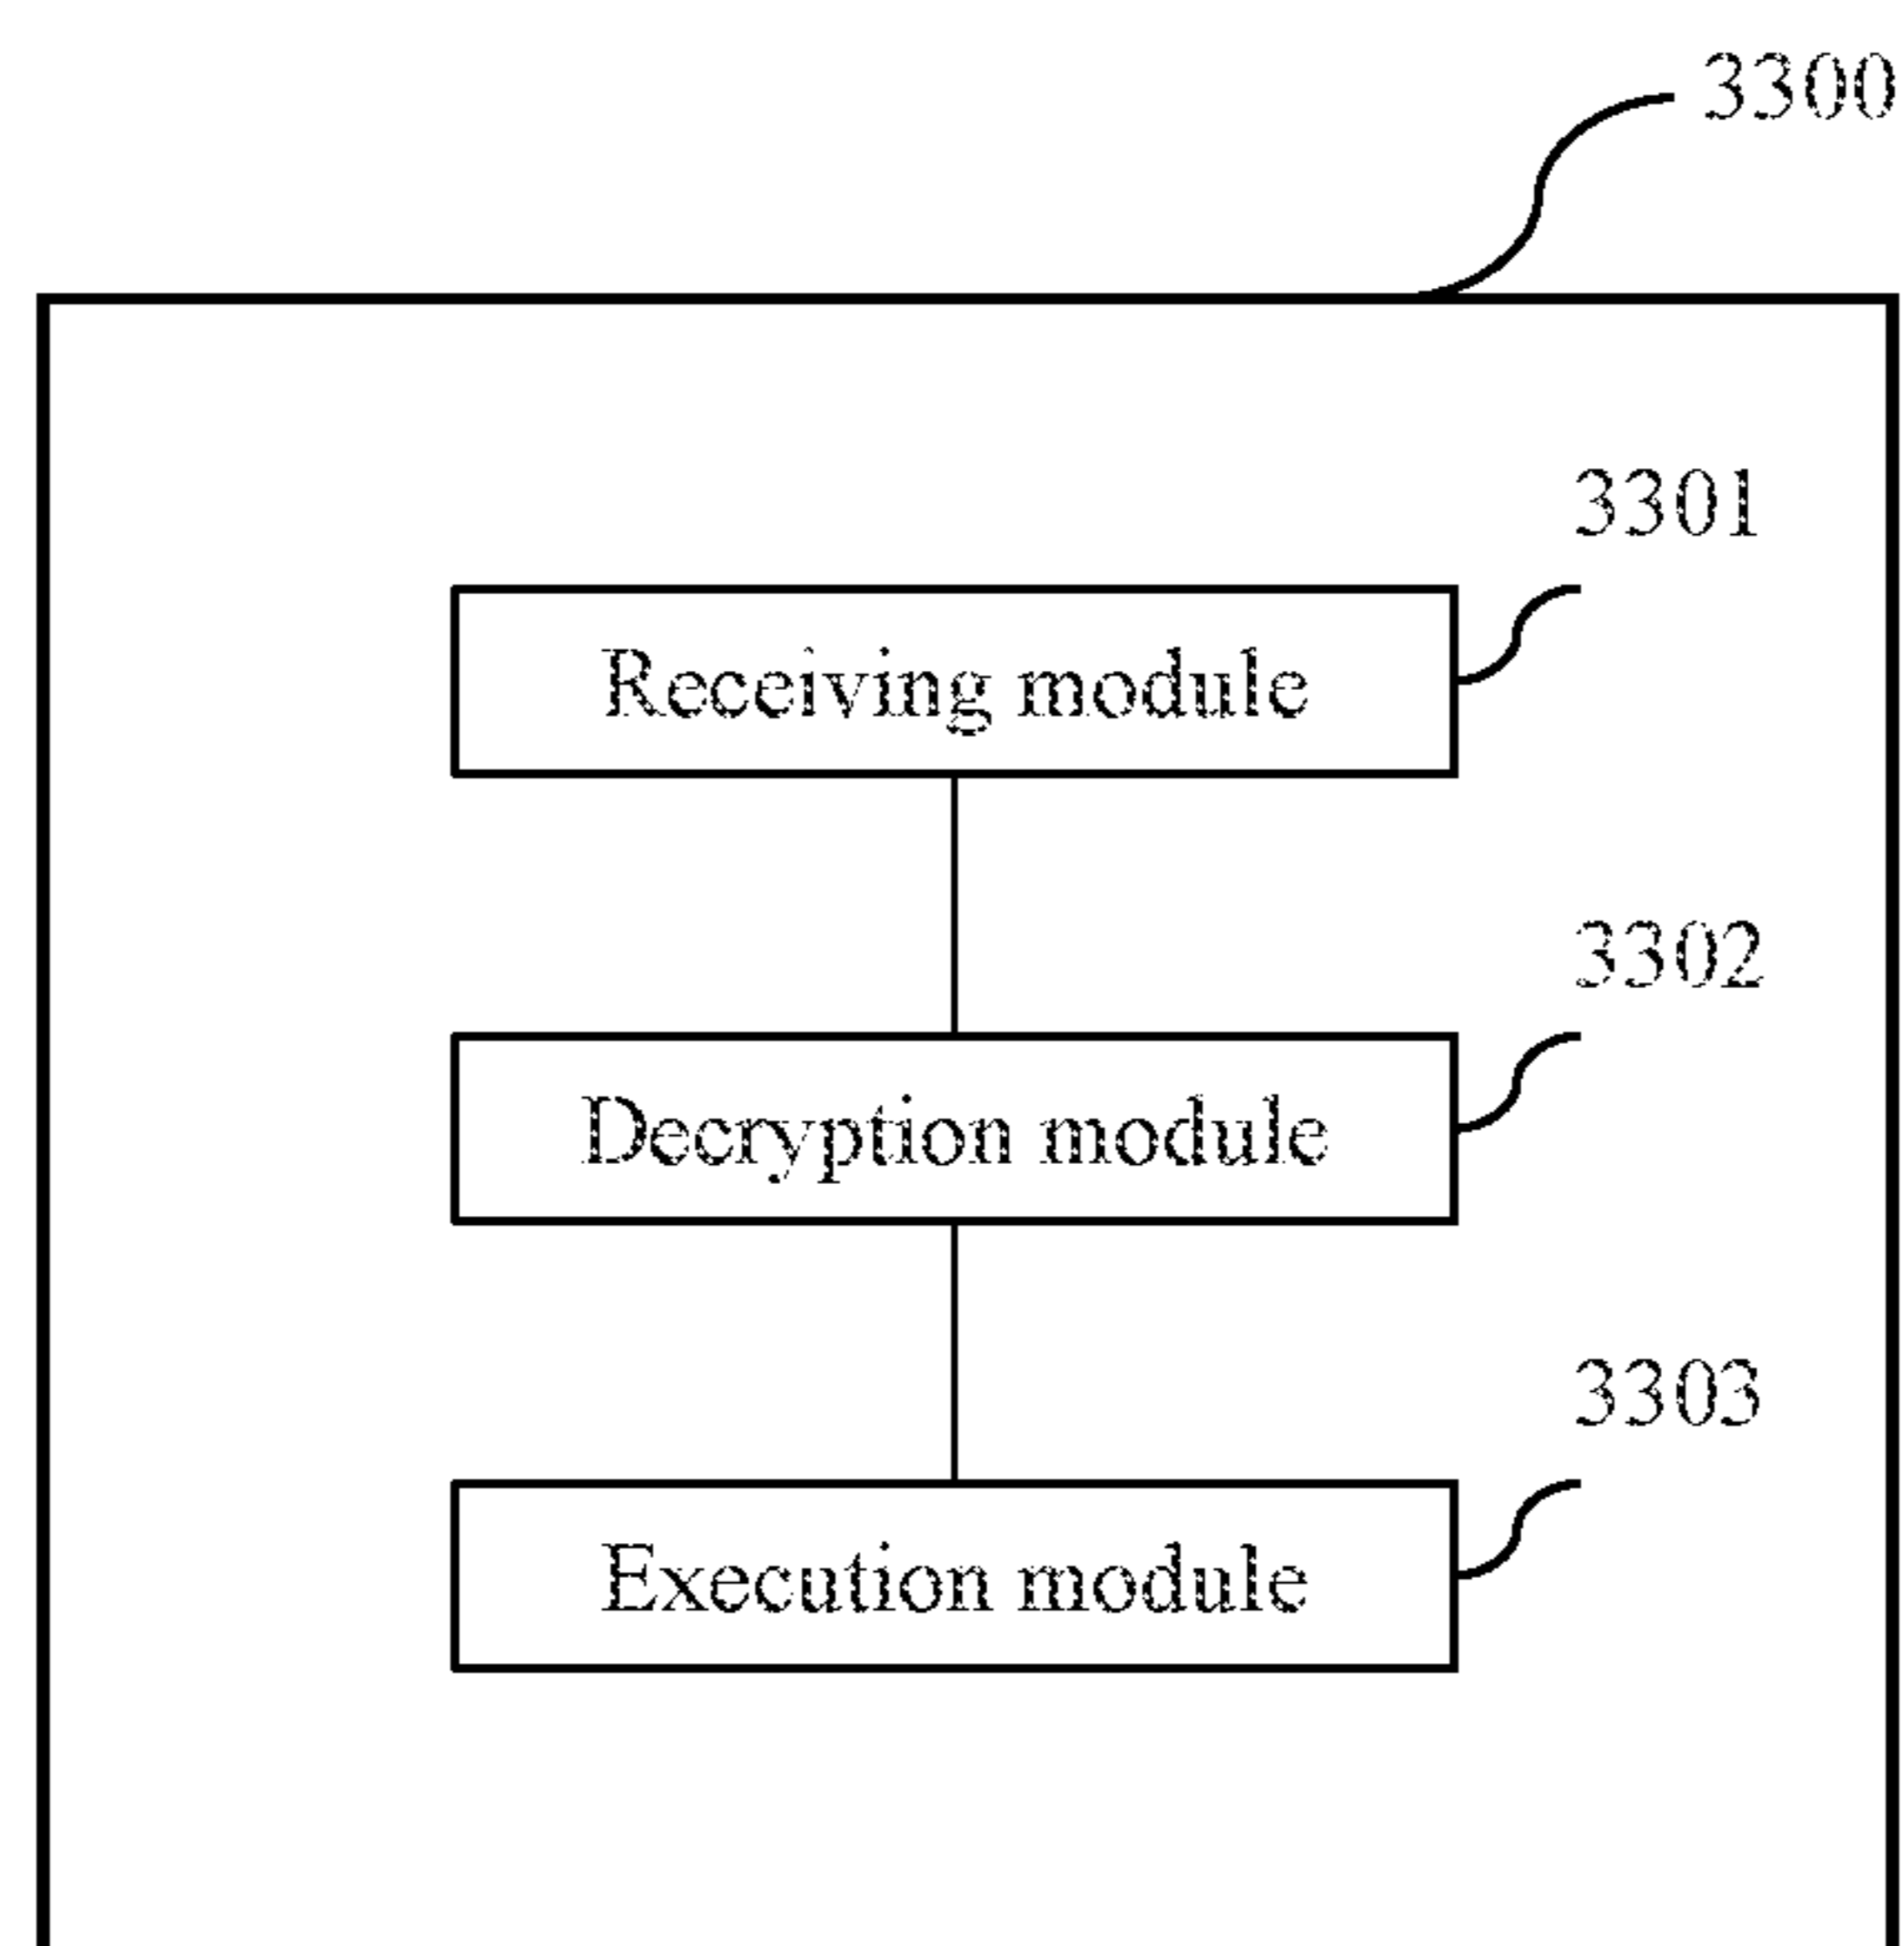 3300
3301
Receiving module
3302
Decryption module
3303
Execution module